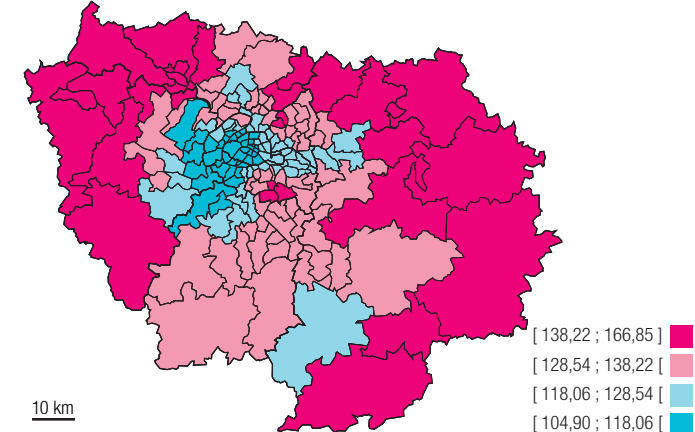 [ 138,22 ; 166,85 ]
[ 128,54 ; 138,22 [
[ 118,06 ; 128,54 [
[ 104,90 ; 118,06 [
10 km